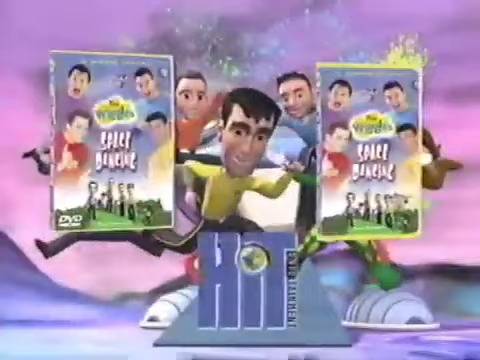 The
Wiggles
SPACE
DANCING
DVD
The
Wiggles
SPACE
DANCING
HiT
ENTERTAINMENT